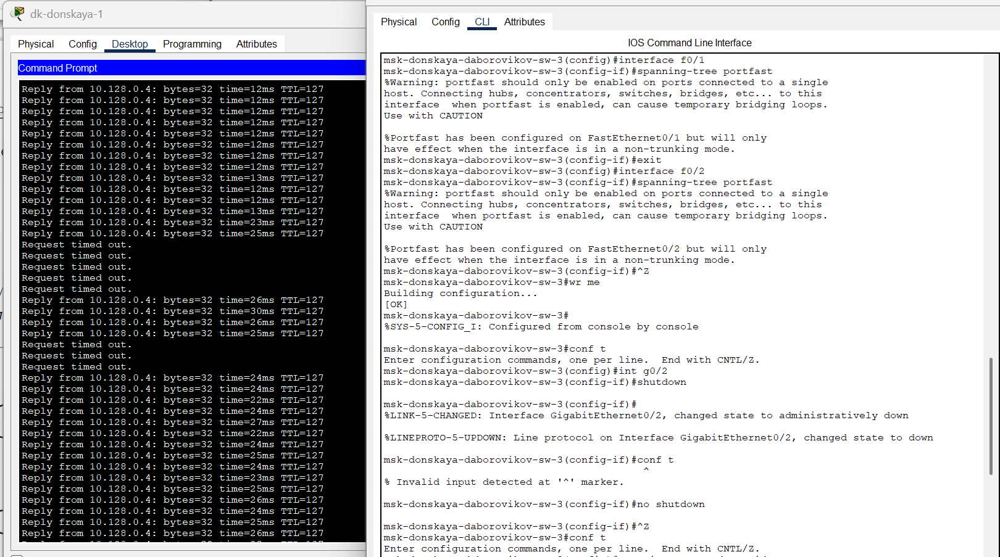 dk-donskaya-1
Physical Config Desktop Programming Attributes
Command Prompt
Reply from 10.128.0.4: bytes=32 time=12ms TTL=127
Reply from 10.128.0.4: bytes=32 time=12ms TTL=127
Reply from 10.128.0.4: bytes=32 time=12ms TTL=127
Reply from 10.128.0.4: bytes=32 time=12ms TTL=127
Reply from 10.128.0.4: bytes=32 time=12ms TTL=127
Reply from 10.128.0.4: bytes=32 time=12ms TTL=127
Reply from 10.128.0.4: bytes=32 time=12ms TTL=127
Reply from 10.128.0.4: bytes=32 time=12ms TTL=127
Reply from 10.128.0.4: bytes=32 time=13ms TTL=127
Reply from 10.128.0.4: bytes=32 time=12ms TTL=127
Reply from 10.128.0.4: bytes=32 time=12ms TTL=127
Reply from 10.128.0.4: bytes=32 time=13ms TTL=127
Reply from 10.128.0.4: bytes=32 time=23ms TTL=127
Reply from 10.128.0.4: bytes=32 time=25ms TTL=127
Request timed out.
Request timed out.
Request timed out.
Request timed out.
Request timed out.
Reply from 10.128.0.4: bytes=32 time=26ms TTL=127
Reply from 10.128.0.4: bytes=32 time=30ms TTL=127
Reply from 10.128.0.4: bytes=32 time=26ms TTL=127
Reply from 10.128.0.4: bytes=32 time=25ms TTL=127
Request timed out.
Request timed out.
Request timed out.
Reply from 10.128.0.4: bytes=32 time=24ms TTL=127
Reply from 10.128.0.4: bytes=32 time=24ms TTL=127
Reply from 10.128.0.4: bytes=32 time=22ms TTL=127
Reply from 10.128.0.4: bytes=32 time=24ms TTL=127
Reply from 10.128.0.4: bytes=32 time=27ms TTL=127
Reply from 10.128.0.4: bytes=32 time=22ms TTL=127
Reply from 10.128.0.4: bytes=32 time=24ms TTL=127
Reply from 10.128.0.4: bytes=32 time=25ms TTL=127
Reply from 10.128.0.4: bytes=32 time=24ms TTL=127
Reply from 10.128.0.4: bytes=32 time=23ms TTL=127
Reply from 10.128.0.4: bytes=32 time=25ms TTL=127
Reply from 10.128.0.4: bytes=32 time=26ms TTL=127
Reply from 10.128.0.4: bytes=32 time=24ms TTL=127
Reply from 10.128.0.4: bytes=32 time=25ms TTL=127
Reply from 10.128.0.4: bytes=32 time=26ms TTL=127
Physical Config CLI Attributes
IOS Command Line Interface
msk-donskaya-daborovikov-sw-3(config)#interface f0/1
msk-donskaya-daborovikov-sw-3(config-if)#spanning-tree portfast
%Warning: portfast should only be enabled on ports connected to a single
host. Connecting hubs, concentrators, switches, bridges, etc... to this
interface  when portfast is enabled, can cause temporary bridging loops.
Use with CAUTION
%Portfast has been configured on FastEthernet0/1 but will only
have effect when the interface is in a non-trunking mode.
msk-donskaya-daborovikov-sw-3(config-if)#exit
msk-donskaya-daborovikov-sw-3(config)#interface f0/2
msk-donskaya-daborovikov-sw-3(config-if)#spanning-tree portfast
%Warning: portfast should only be enabled on ports connected to a single
host. Connecting hubs, concentrators, switches, bridges, etc... to this
interface  when portfast is enabled, can cause temporary bridging loops.
Use with CAUTION
%Portfast has been configured on FastEthernet0/2 but will only
have effect when the interface is in a non-trunking mode.
msk-donskaya-daborovikov-sw-3(config-if)#^Z
msk-donskaya-daborovikov-sw-3#wr me
Building configuration...
[OK]
msk-donskaya-daborovikov-sw-3#
%SYS-5-CONFIG_I: Configured from console by console
msk-donskaya-daborovikov-sw-3#conf t
Enter configuration commands, one per line.  End with CNTL/Z.
msk-donskaya-daborovikov-sw-3(config)#int g0/2
msk-donskaya-daborovikov-sw-3(config-if)#shutdown
msk-donskaya-daborovikov-sw-3(config-if)#
%LINK-5-CHANGED: Interface GigabitEthernet0/2, changed state to administratively down
%LINEPROTO-5-UPDOWN: Line protocol on Interface GigabitEthernet0/2, changed state to down
msk-donskaya-daborovikov-sw-3(config-if)#conf t
^
% Invalid input detected at '^' marker.
msk-donskaya-daborovikov-sw-3(config-if)#no shutdown
msk-donskaya-daborovikov-sw-3(config-if)#^Z
msk-donskaya-daborovikov-sw-3#conf t
Enter configuration commands, one per line.  End with CNTL/Z.